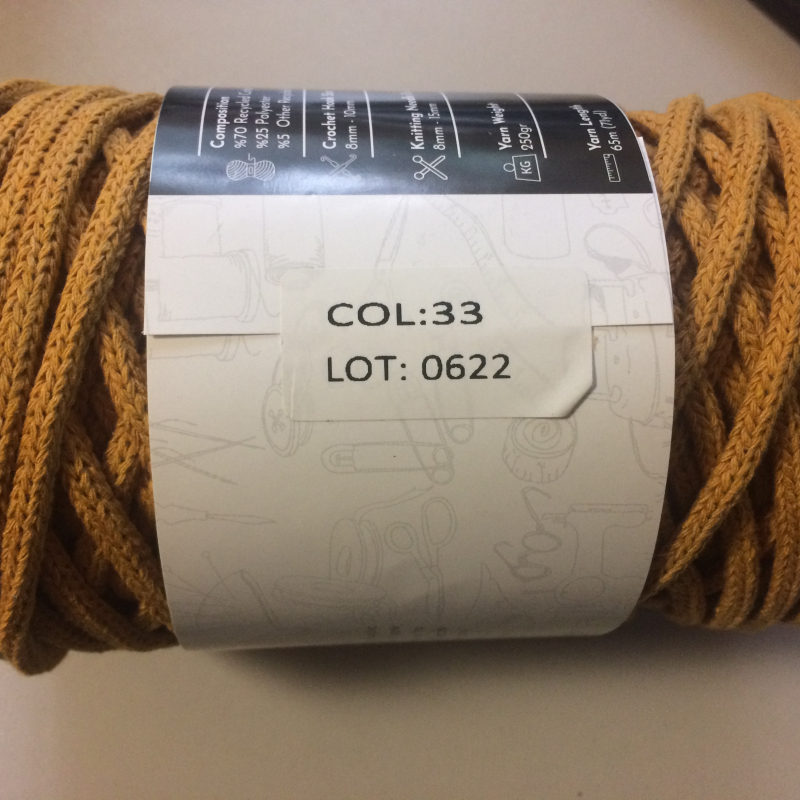 Composition
%70 Recycled
%25 Polyester
%5 Other
Crochet Hook
8mm - 10mm
Knitting
8mm - 15mm
Yarn Weight
250gr
KG
Yarn Length
65m (71yd)
COL:33
LOT: 0622